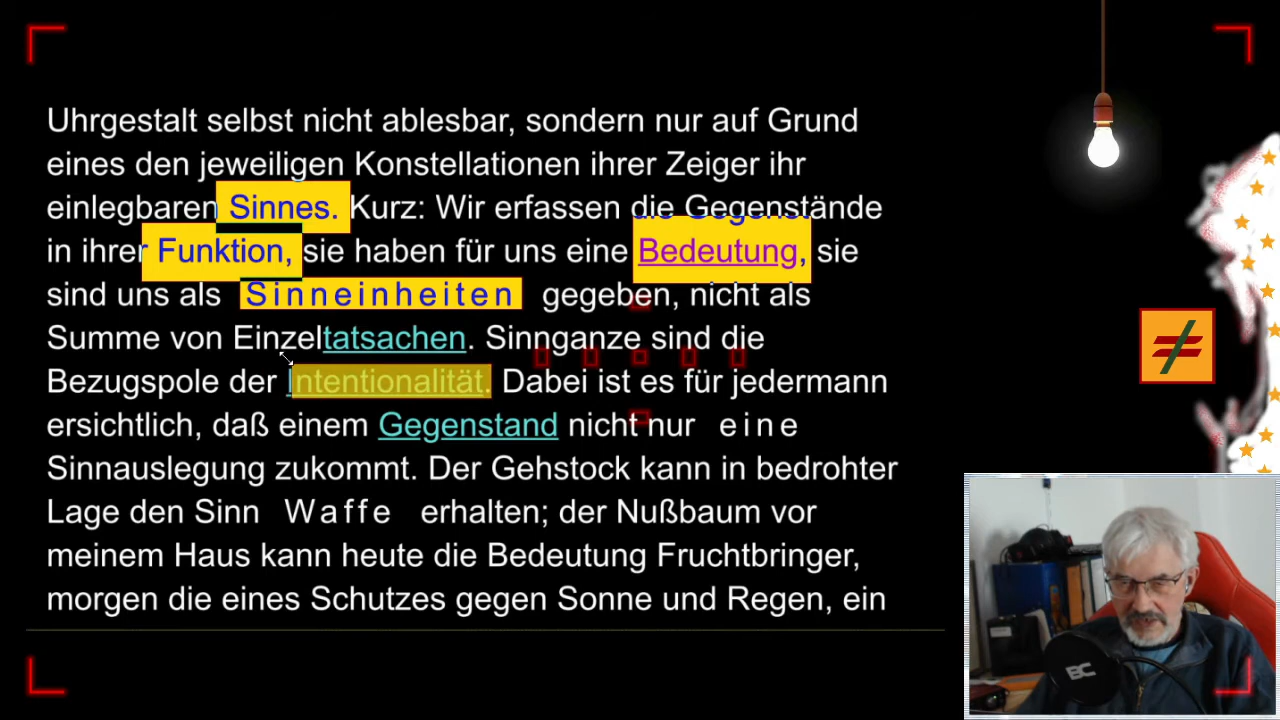 Uhrgestalt selbst nicht ablesbar, sondern nur auf Grund
eines den jeweiligen Konstellationen ihrer Zeiger ihr
einlegbaren Sinnes. Kurz: Wir erfassen die Gegenstände
in ihrer Funktion, sie haben für uns eine Bedeutung, sie
sind uns als Sinneinheiten gegeben, nicht als
Summe von Einzeltatsachen. Sinnganze sind die
Bezugspole der Intentionalität. Dabei ist es für jedermann
ersichtlich, daß einem Gegenstand nicht nur eine
Sinnauslegung zukommt. Der Gehstock kann in bedrohter
Lage den Sinn Waffe erhalten; der Nußbaum vor
meinem Haus kann heute die Bedeutung Fruchtbringer,
morgen die eines Schutzes gegen Sonne und Regen, ein
≠
BC